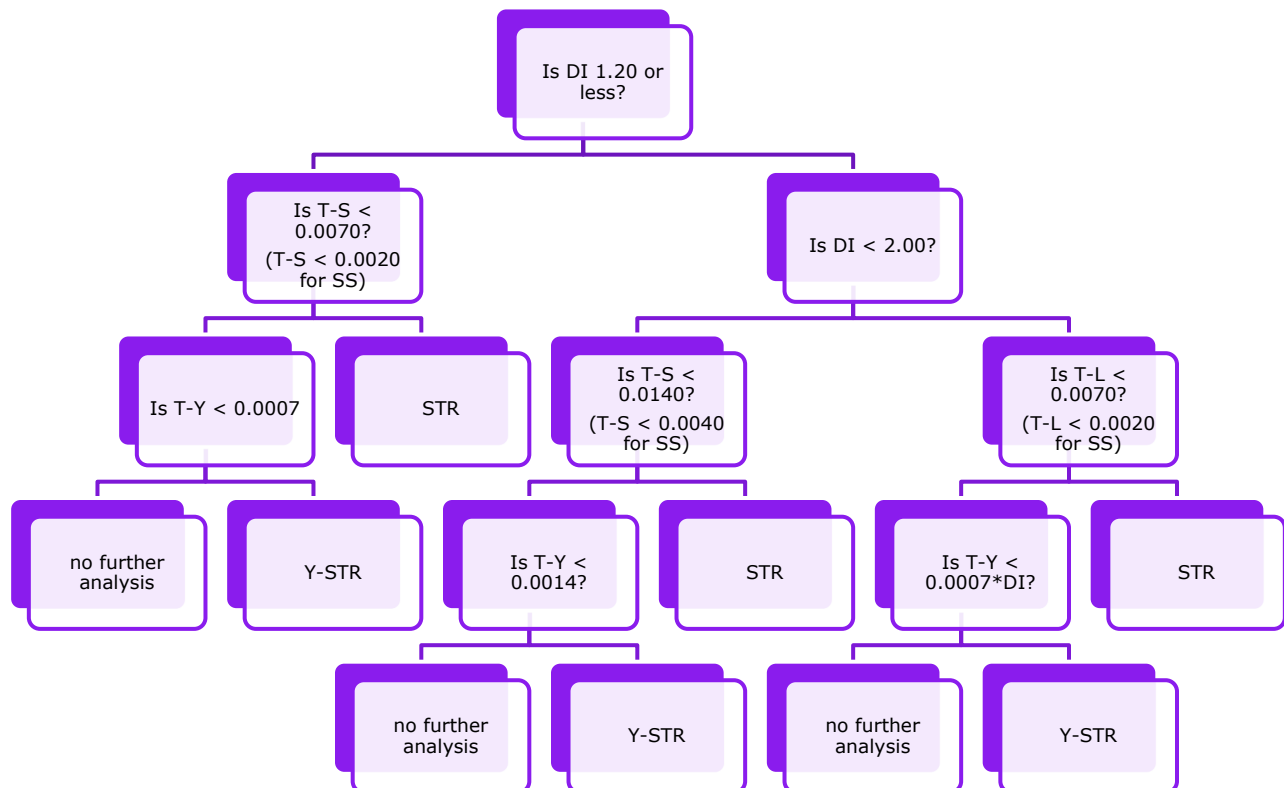 Is DI 1.20 or
less?
Is T-S <
0.0070?
(T-S < 0.0020
for SS)
Is DI < 2.00?
Is T-Y < 0.0007
STR
Is T-S <
0.0140?
(T-S < 0.0040
for SS)
Is T-L <
0.0070?
(T-L < 0.0020
for SS)
no further
analysis
Y-STR
Is T-Y <
0.0014?
STR
Is T-Y <
0.0007*DI?
STR
no further
analysis
Y-STR
no further
analysis
Y-STR